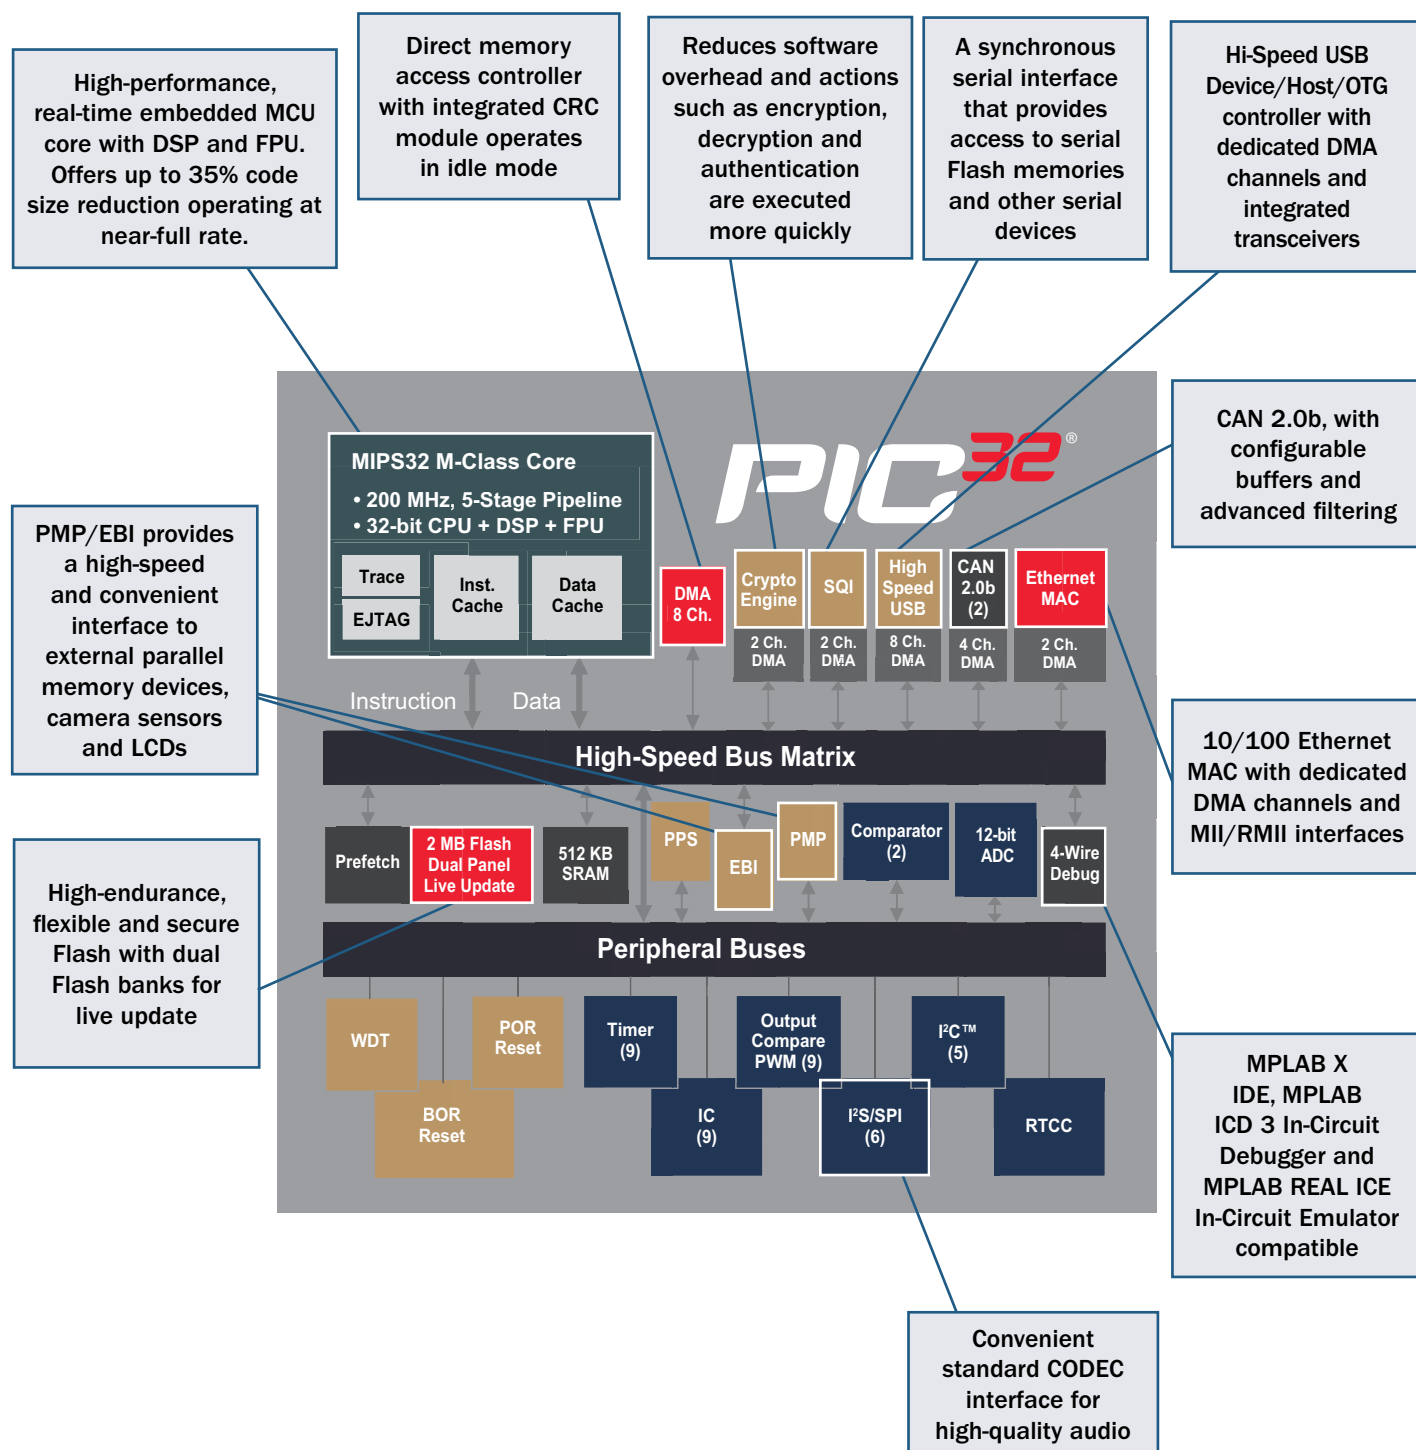 High-performance,
real-time embedded MCU
core with DSP and FPU.
Offers up to 35% code
size reduction operating at
near-full rate.
Direct memory
access controller
with integrated CRC
module operates
in idle mode
Reduces software
overhead and actions
such as encryption,
decryption and
authentication
are executed
more quickly
A synchronous
serial interface
that provides
access to serial
Flash memories
and other serial
devices
Hi-Speed USB
Device/Host/OTG
controller with
dedicated DMA
channels and
integrated
transceivers
PIC32®
CAN 2.0b, with
configurable
buffers and
advanced filtering
MIPS32 M-Class Core
• 200 MHz, 5-Stage Pipeline
• 32-bit CPU + DSP + FPU
Trace
EJTAG
Inst.
Cache
Data
Cache
DMA
8 Ch.
Crypto
Engine
2 Ch.
DMA
SQI
2 Ch.
DMA
High
Speed
USB
8 Ch.
DMA
CAN
2.0b
(2)
4 Ch.
DMA
Ethernet
MAC
2 Ch.
DMA
PMP/EBI provides
a high-speed
and convenient
interface to
external parallel
memory devices,
camera sensors
and LCDs
Instruction
Data
High-Speed Bus Matrix
10/100 Ethernet
MAC with dedicated
DMA channels and
MII/RMII interfaces
Prefetch
2 MB Flash
Dual Panel
Live Update
512 KB
SRAM
PPS
EBI
PMP
Comparator
(2)
12-bit
ADC
4-Wire
Debug
High-endurance,
flexible and secure
Flash with dual
Flash banks for
live update
Peripheral Buses
WDT
BOR
Reset
POR
Reset
Timer
(9)
IC
(9)
Output
Compare
PWM (9)
I²S/SPI
(6)
I²C™
(5)
RTCC
MPLAB X
IDE, MPLAB
ICD 3 In-Circuit
Debugger and
MPLAB REAL ICE
In-Circuit Emulator
compatible
Convenient
standard CODEC
interface for
high-quality audio